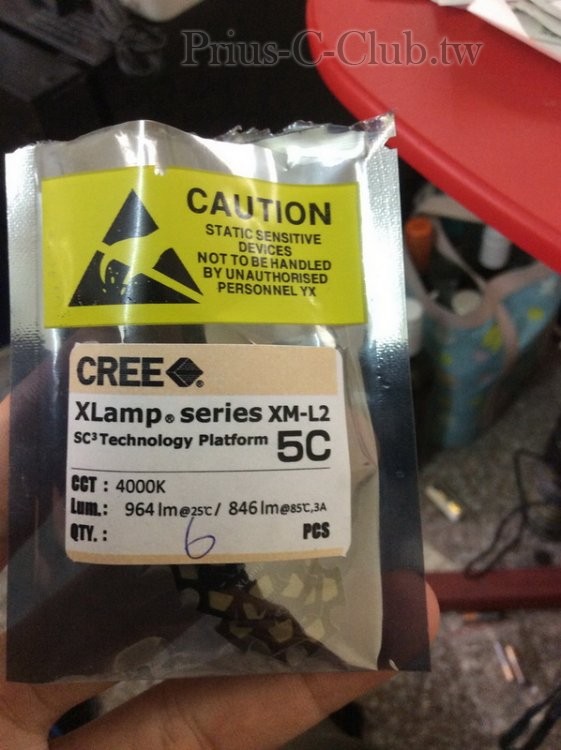 Prius-C-Club.tw
CAUTION
STATIC SENSITIVE
DEVICES
NOT TO BE HANDLED
BY UNAUTHORISED
PERSONNEL YX
CREE ®
XLamp® series XM-L2
SC³ Technology Platform 5C
CCT : 4000K
Lum.: 964 lm@25℃ / 846 lm@85℃,3A
QTY. : 6 PCS